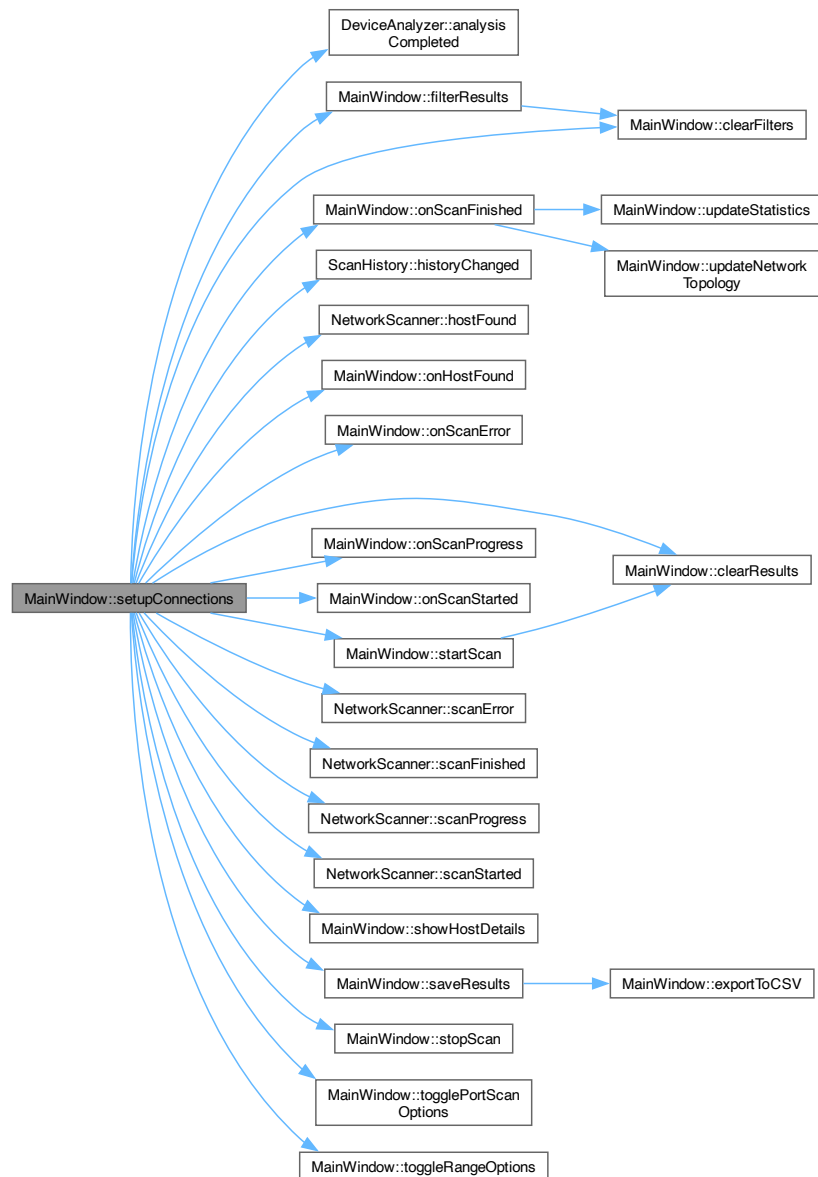 DeviceAnalyzer::analysis
Completed
MainWindow::filterResults
MainWindow::clearFilters
MainWindow::onScanFinished
MainWindow::updateStatistics
ScanHistory::historyChanged
MainWindow::updateNetwork
Topology
NetworkScanner::hostFound
MainWindow::onHostFound
MainWindow::onScanError
MainWindow::onScanProgress
MainWindow::clearResults
MainWindow::setupConnections
MainWindow::onScanStarted
MainWindow::startScan
NetworkScanner::scanError
NetworkScanner::scanFinished
NetworkScanner::scanProgress
NetworkScanner::scanStarted
MainWindow::showHostDetails
MainWindow::saveResults
MainWindow::exportToCSV
MainWindow::stopScan
MainWindow::togglePortScan
Options
MainWindow::toggleRangeOptions